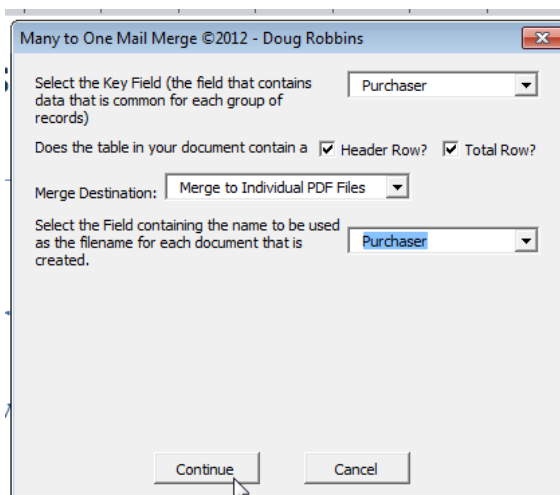 Many to One Mail Merge ©2012 - Doug Robbins
Select the Key Field (the field that contains
data that is common for each group of
records)
Purchaser
Does the table in your document contain a Header Row? Total Row?
Merge Destination: Merge to Individual PDF Files
Select the Field containing the name to be used
as the filename for each document that is
created.
Purchaser
Continue Cancel